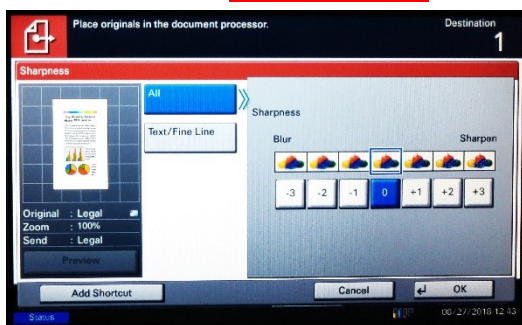 Place originals in the document processor.
Destination
1
Sharpness
All
Text/Fine Line
Sharpness
Blur
Sharpen
-3 -2 -1 0 +1 +2 +3
Original : Legal
Zoom : 100%
Send : Legal
Preview
Add Shortcut
Cancel
OK
Status
08/27/2018 12:43